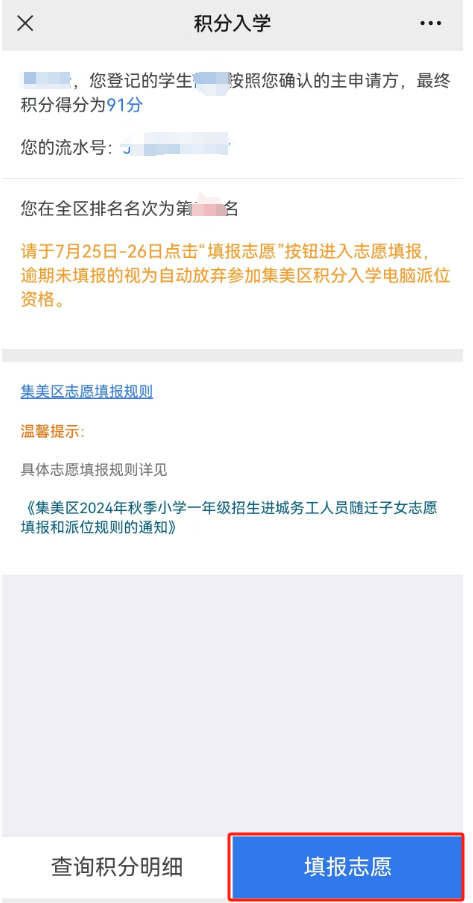 积分入学
，您登记的学生按照您确认的主申请方，最终
积分得分为91分
您的流水号：
您在全区排名名次为第名
请于7月25日-26日点击“填报志愿”按钮进入志愿填报，
逾期未填报的视为自动放弃参加集美区积分入学电脑派位
资格。
集美区志愿填报规则
温馨提示：
具体志愿填报规则详见
《集美区2024年秋季小学一年级招生进城务工人员随迁子女志愿
填报和派位规则的通知》
查询积分明细
填报志愿